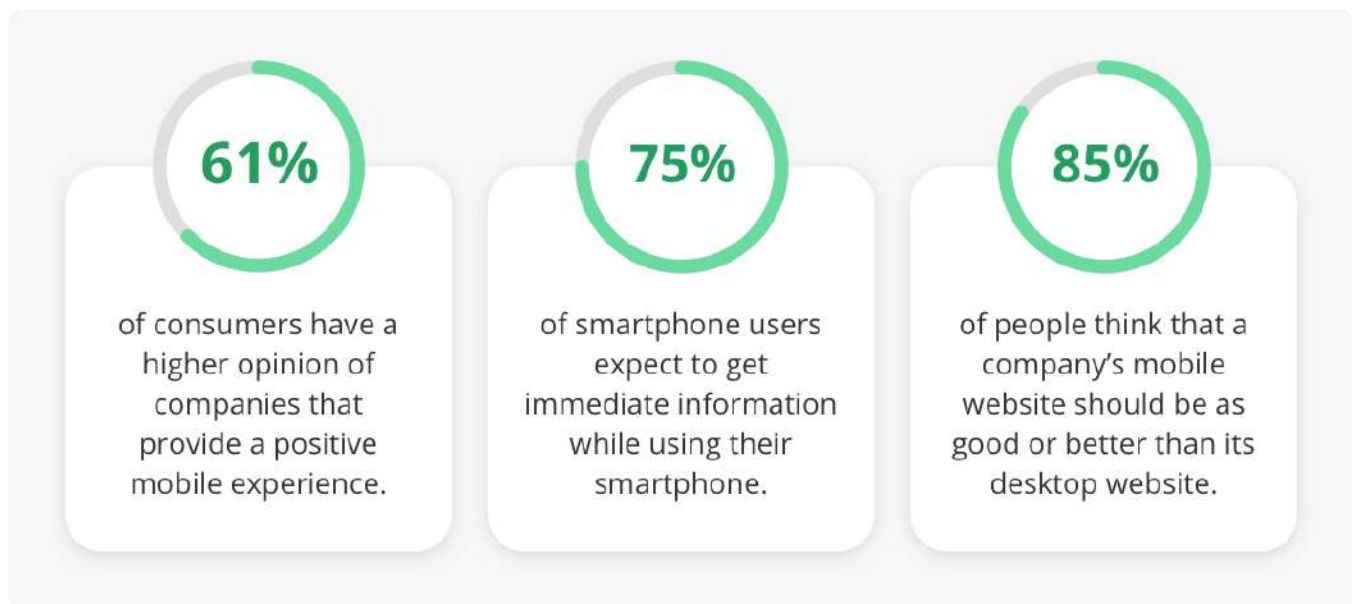 61%
of consumers have a
higher opinion of
companies that
provide a positive
mobile experience.
75%
of smartphone users
expect to get
immediate information
while using their
smartphone.
85%
of people think that a
company’s mobile
website should be as
good or better than its
desktop website.